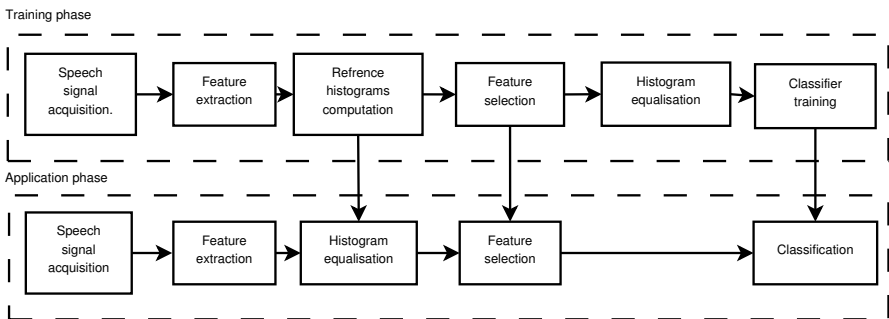 Training phase
Speech
signal
acquisition.
Feature
extraction
Refrence
histograms
computation
Feature
selection
Histogram
equalisation
Classifier
training
Application phase
Speech
signal
acquisition
Feature
extraction
Histogram
equalisation
Feature
selection
Classification